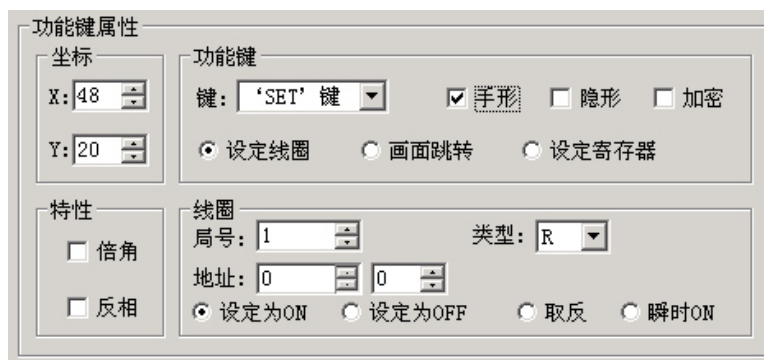 功能键属性
坐标
X: 48
Y: 20
功能键
键: ‘SET’键 手形 隐形 加密
设定线圈 画面跳转 设定寄存器
特性
倍角
反相
线圈
局号: 1 类型: R
地址: 0 0
设定为ON 设定为OFF 取反 瞬时ON